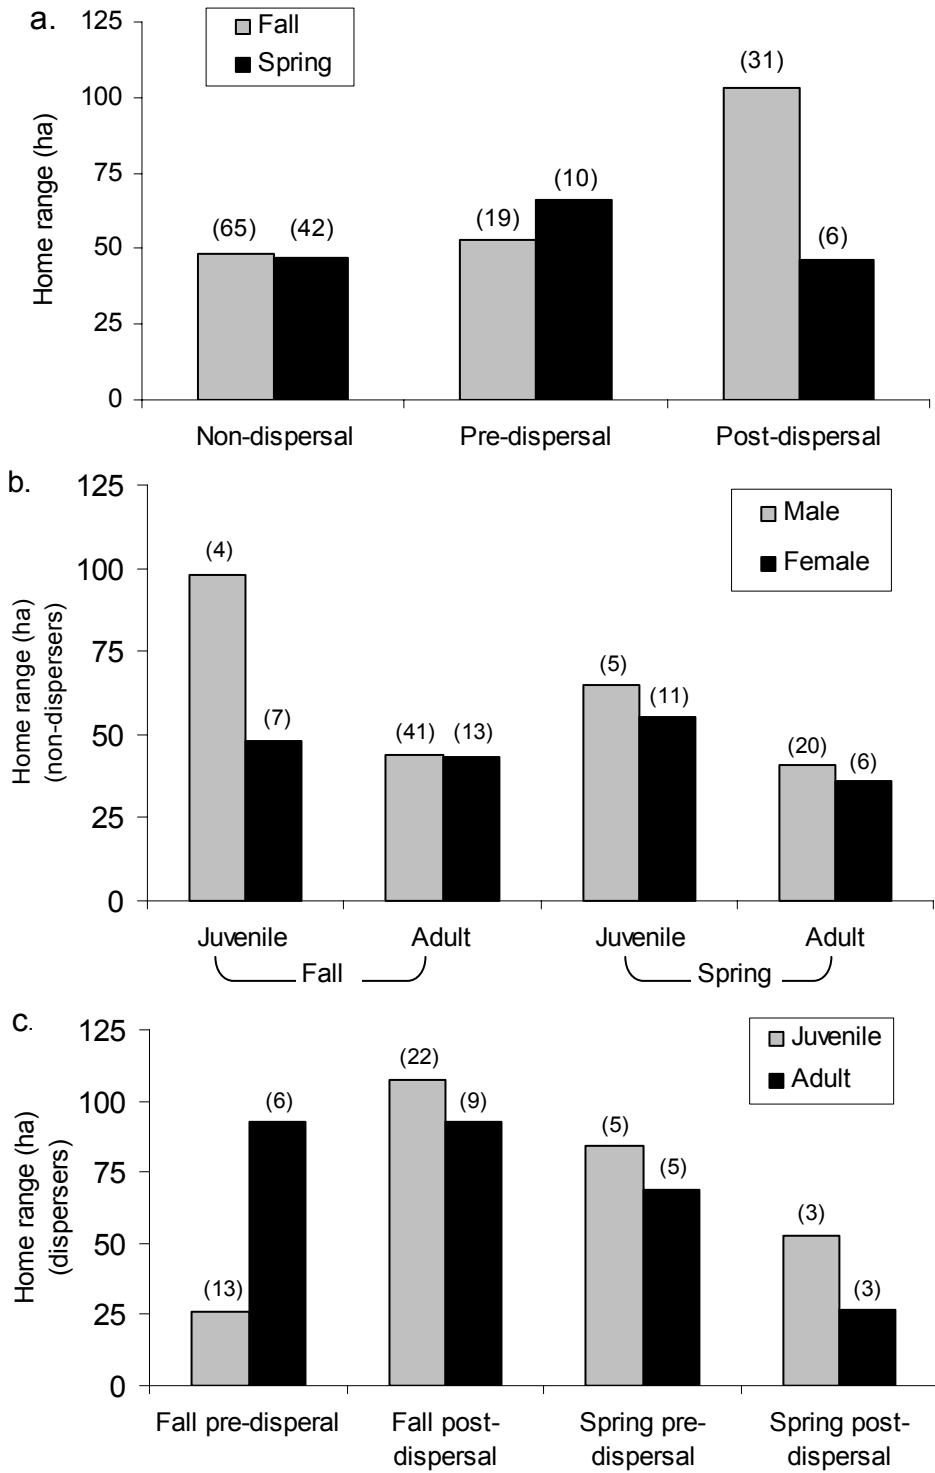 a.
Fall
Spring
Home range (ha)
125
100
75
50
25
0
(65)
(42)
(19)
(10)
(31)
(6)
Non-dispersal
Pre-dispersal
Post-dispersal
b.
Male
Female
Home range (ha)
(non-dispersers)
125
100
75
50
25
0
(4)
(7)
(41)
(13)
(5)
(11)
(20)
(6)
Juvenile
Adult
Juvenile
Adult
Fall
Spring
c.
Juvenile
Adult
Home range (ha)
(dispersers)
125
100
75
50
25
0
(13)
(6)
(22)
(9)
(5)
(5)
(3)
(3)
Fall pre-disperal
Fall post-
dispersal
Spring pre-
dispersal
Spring post-
dispersal